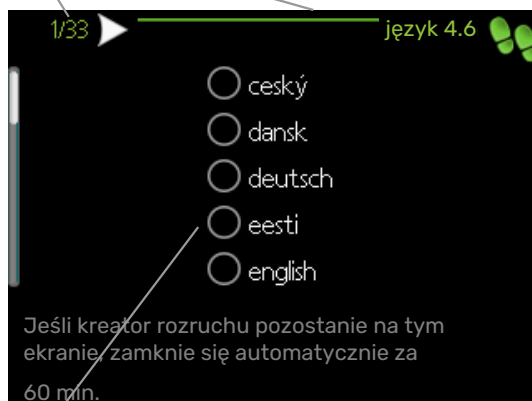 1/33
język 4.6
ceský
dansk
deutsch
eesti
english
Jeśli kreator rozruchu pozostanie na tym
ekranie, zamknie się automatycznie za
60 min.